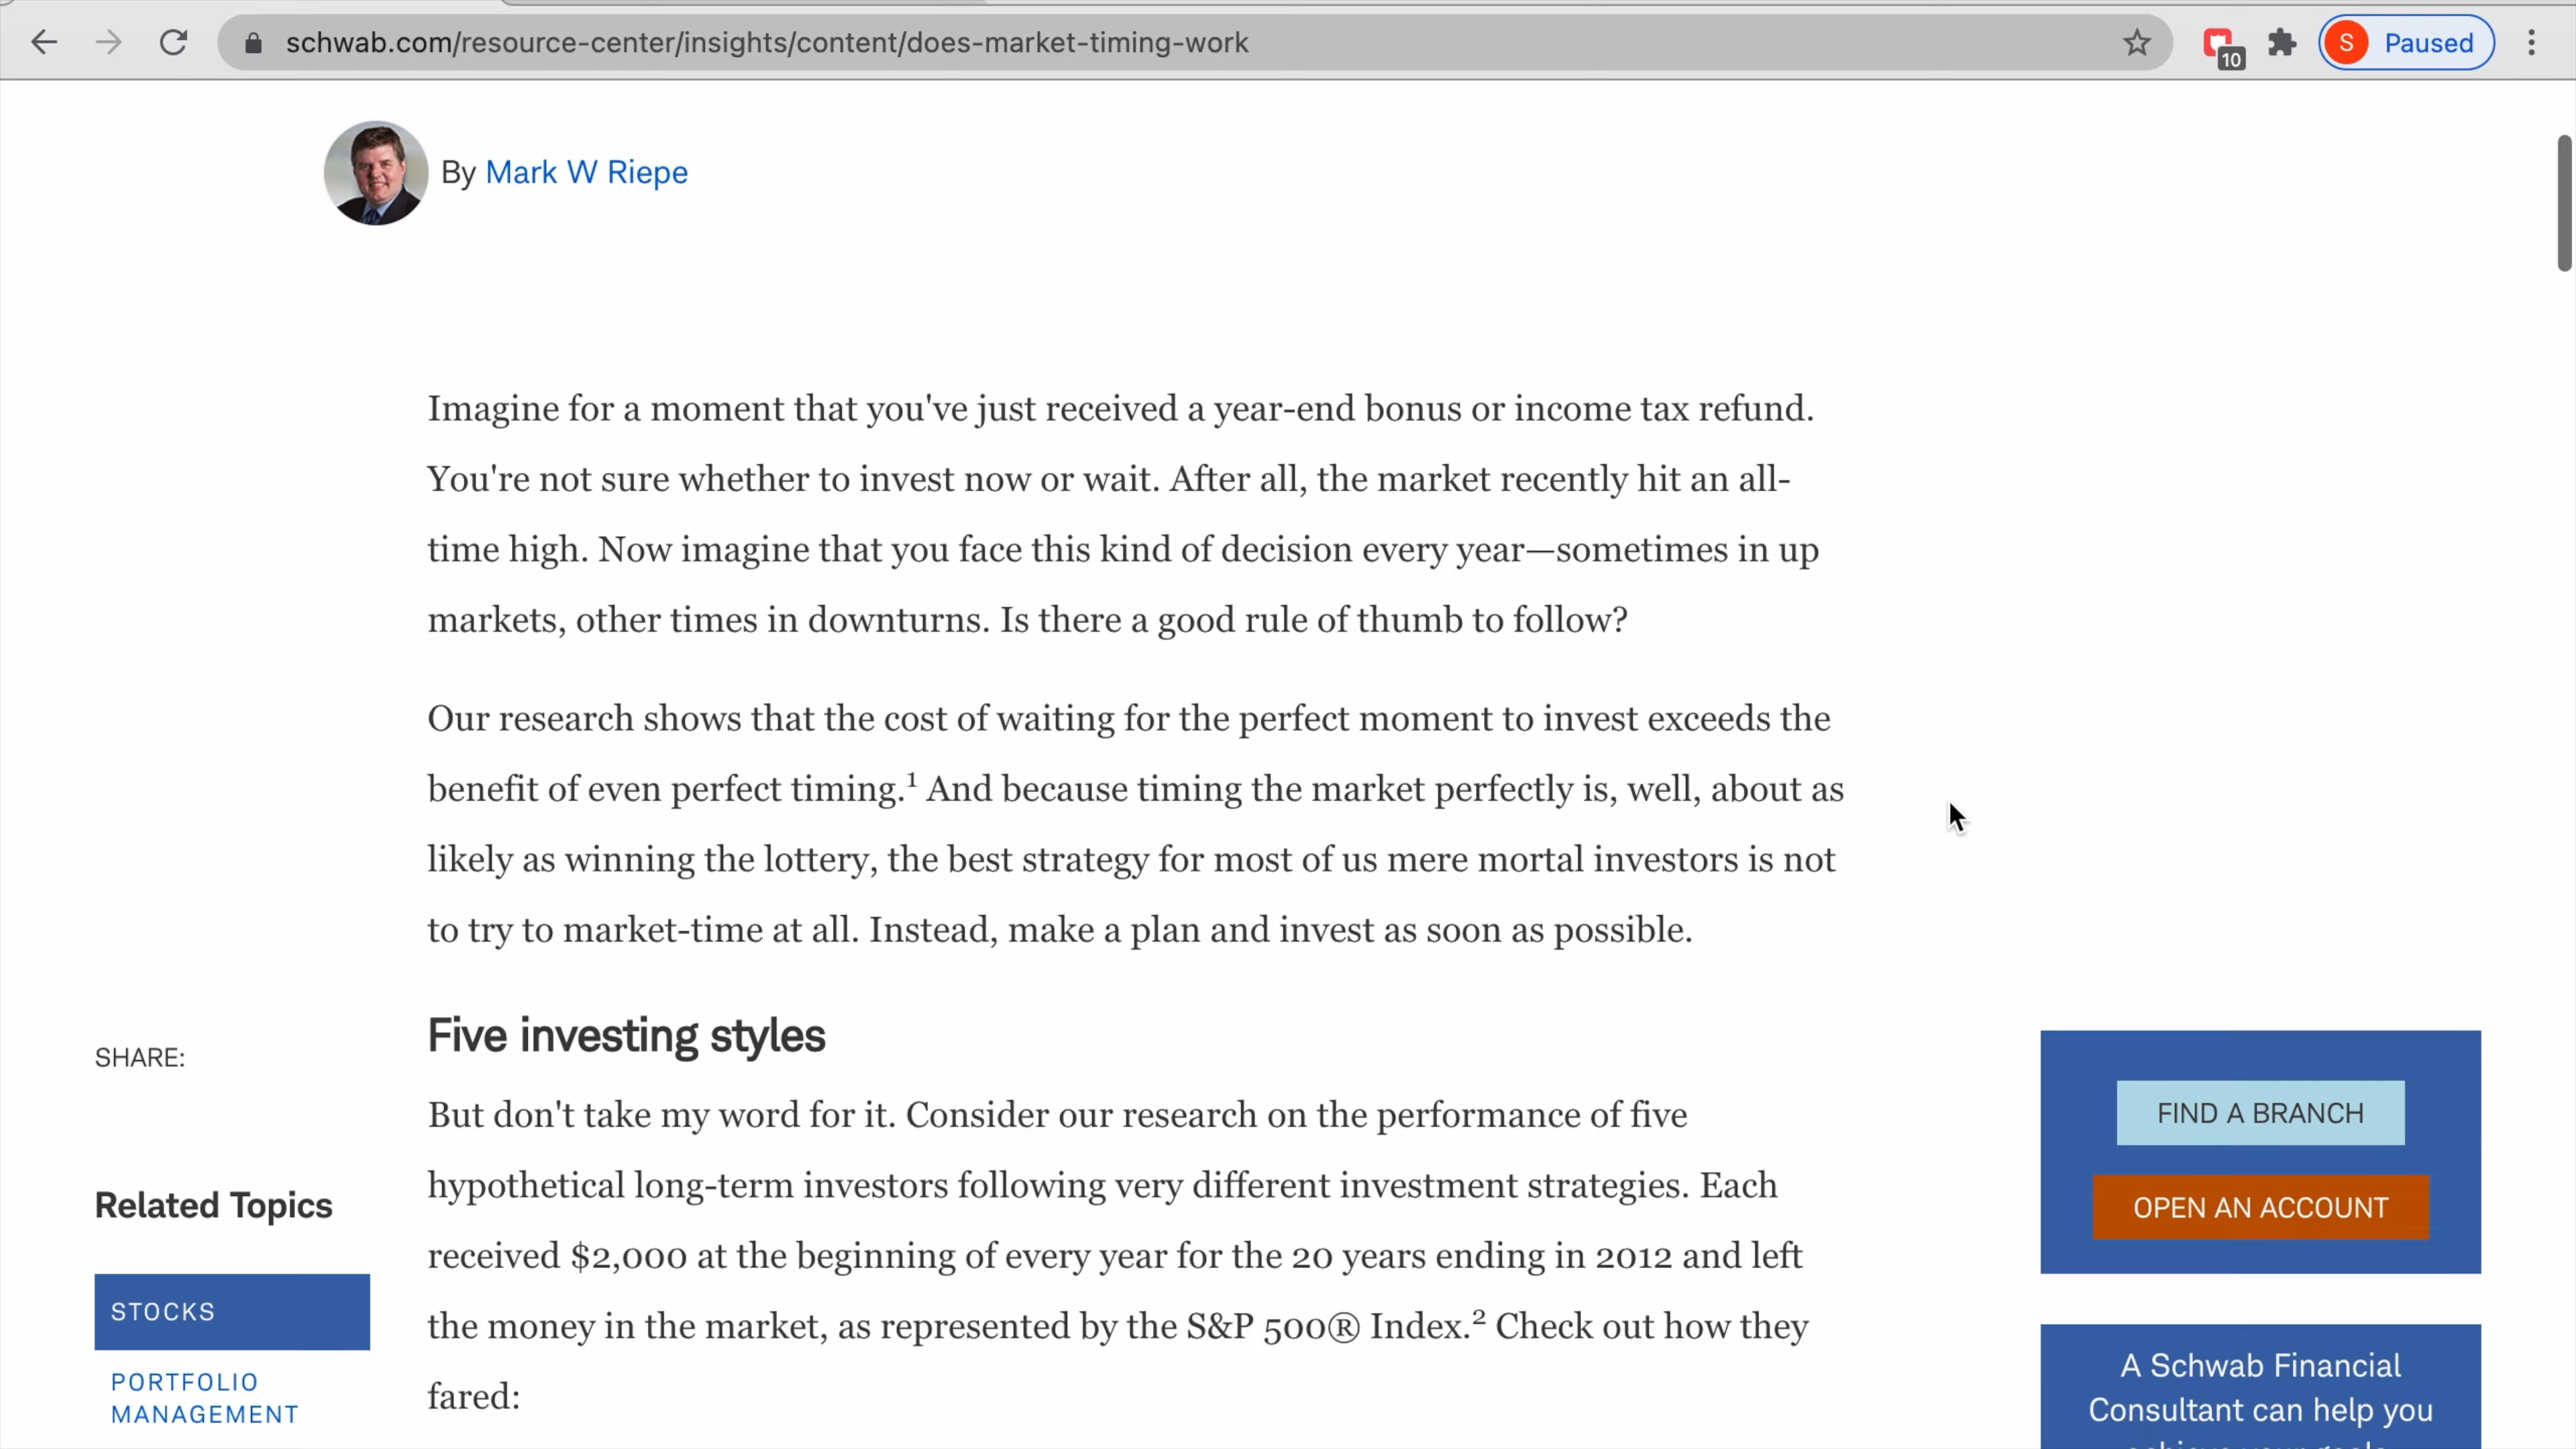 schwab.com/resource-center/insights/content/does-market-timing-work
10
S
Paused
By Mark W Riepe
Imagine for a moment that you've just received a year-end bonus or income tax refund.
You're not sure whether to invest now or wait. After all, the market recently hit an all-
time high. Now imagine that you face this kind of decision every year—sometimes in up
markets, other times in downturns. Is there a good rule of thumb to follow?
Our research shows that the cost of waiting for the perfect moment to invest exceeds the
benefit of even perfect timing.¹ And because timing the market perfectly is, well, about as
likely as winning the lottery, the best strategy for most of us mere mortal investors is not
to try to market-time at all. Instead, make a plan and invest as soon as possible.
Five investing styles
But don't take my word for it. Consider our research on the performance of five
hypothetical long-term investors following very different investment strategies. Each
received $2,000 at the beginning of every year for the 20 years ending in 2012 and left
the money in the market, as represented by the S&P 500® Index.² Check out how they
fared:
SHARE:
Related Topics
STOCKS
PORTFOLIO
MANAGEMENT
FIND A BRANCH
OPEN AN ACCOUNT
A Schwab Financial
Consultant can help you